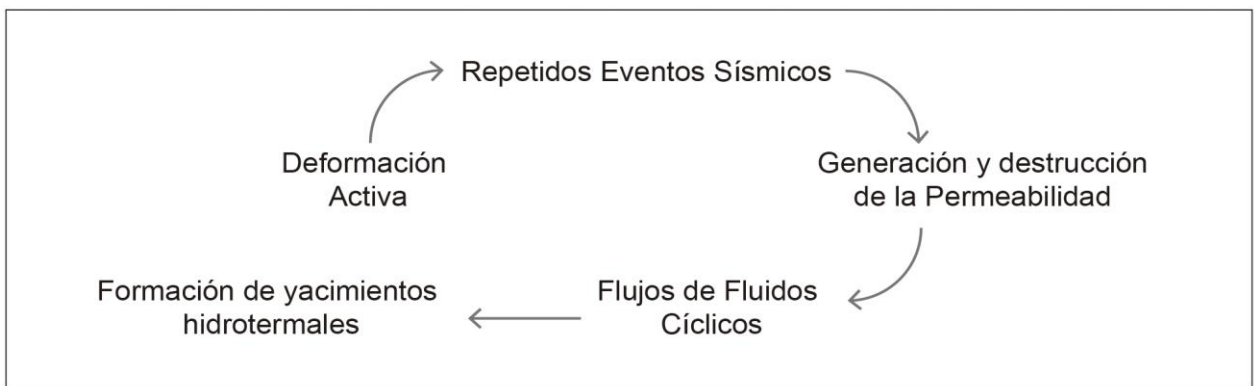 Repetidos Eventos Sísmicos
Deformación
Activa
Generación y destrucción
de la Permeabilidad
Formación de yacimientos
hidrotermales
Flujos de Fluidos
Cíclicos